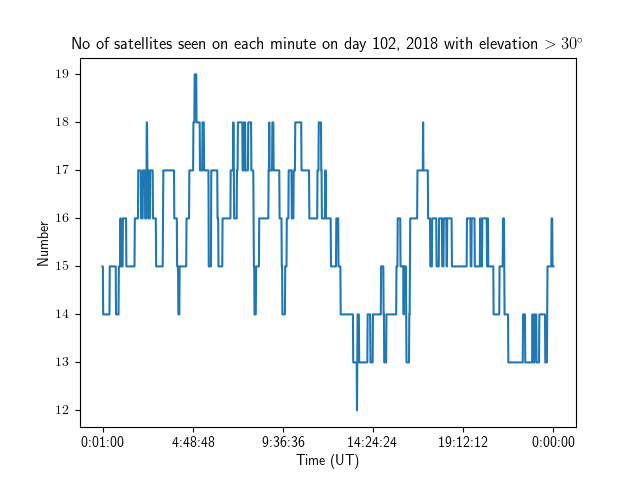 No of satellites seen on each minute on day 102, 2018 with elevation > 30°
19
18
17
16
15
14
13
12
Number
0:01:00 4:48:48 9:36:36 14:24:24 19:12:12 0:00:00
Time (UT)